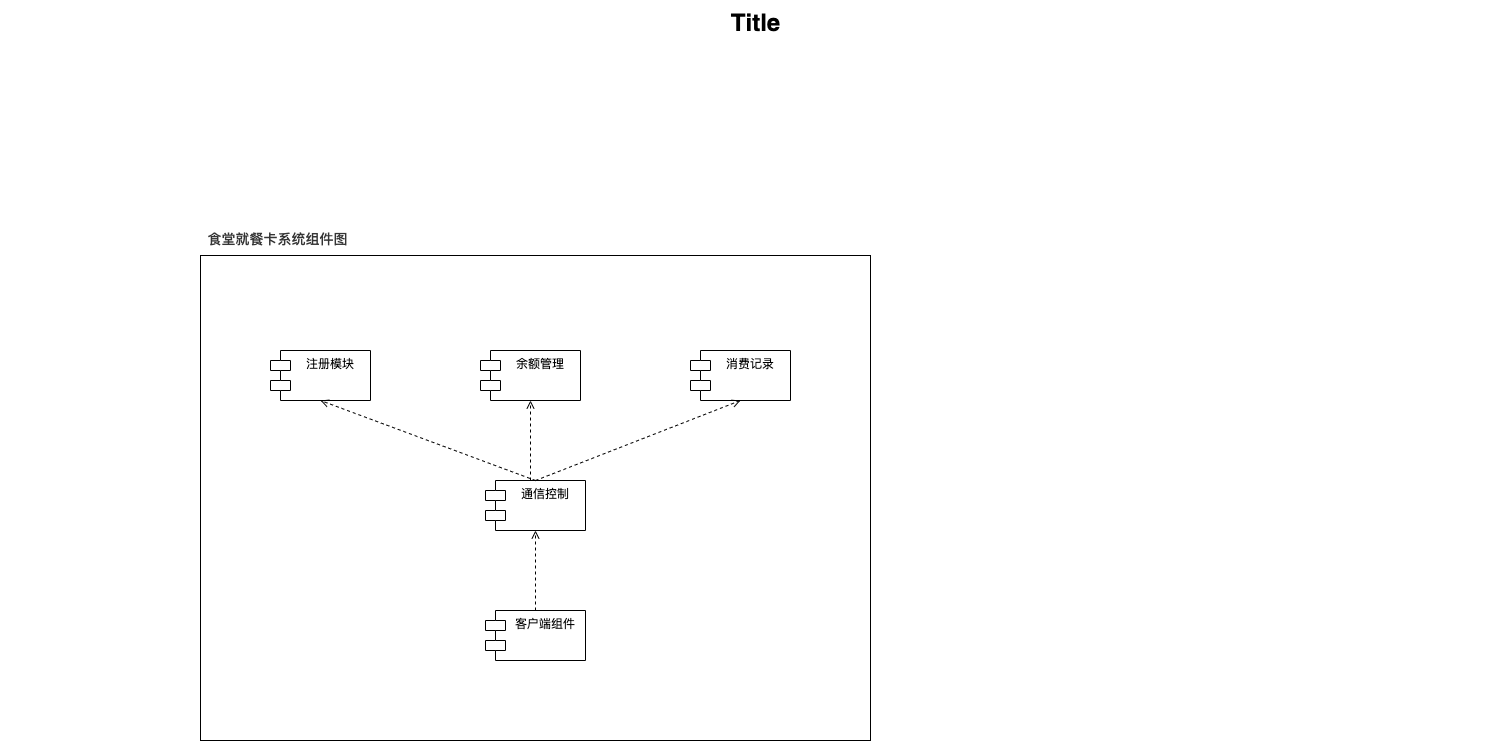 Title
食堂就餐卡系统组件图
注册模块
余额管理
消费记录
通信控制
客户端组件